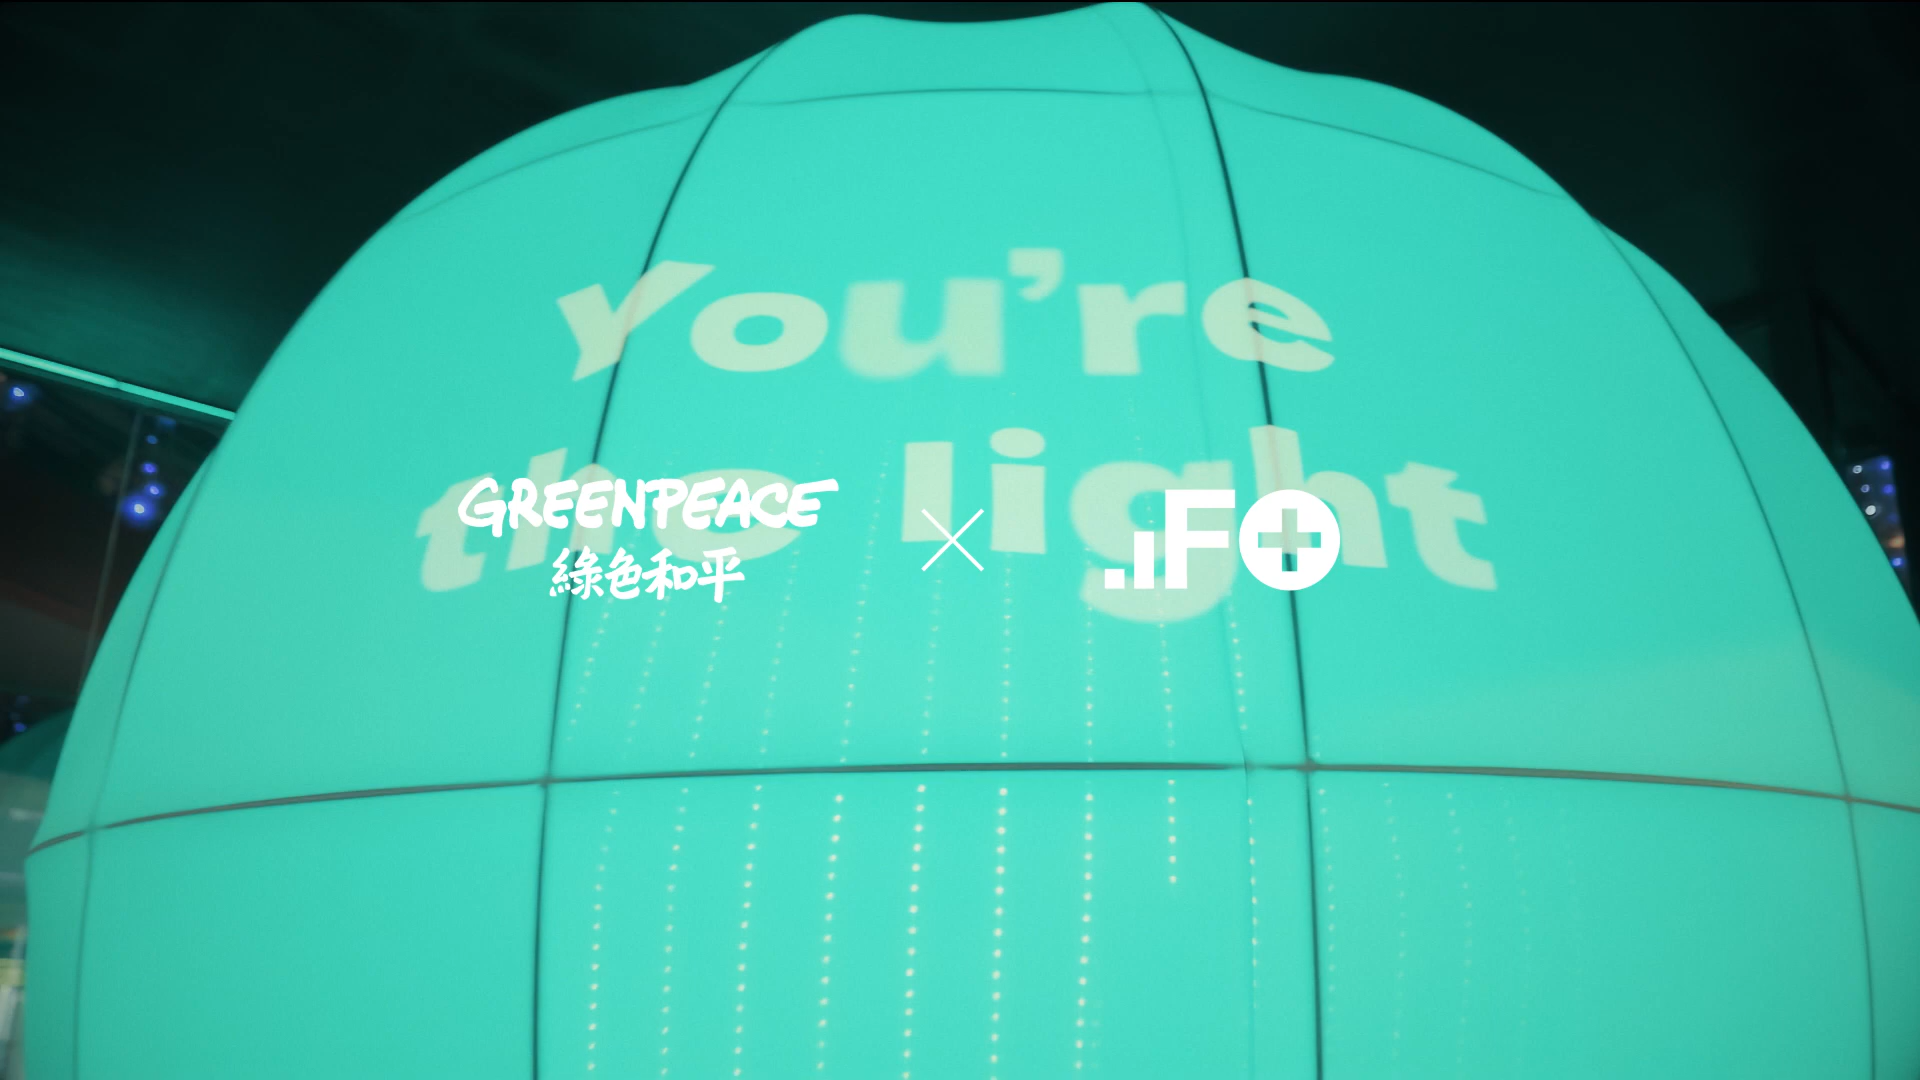 You're
the light
GREENPEACE × .iF+
綠色和平